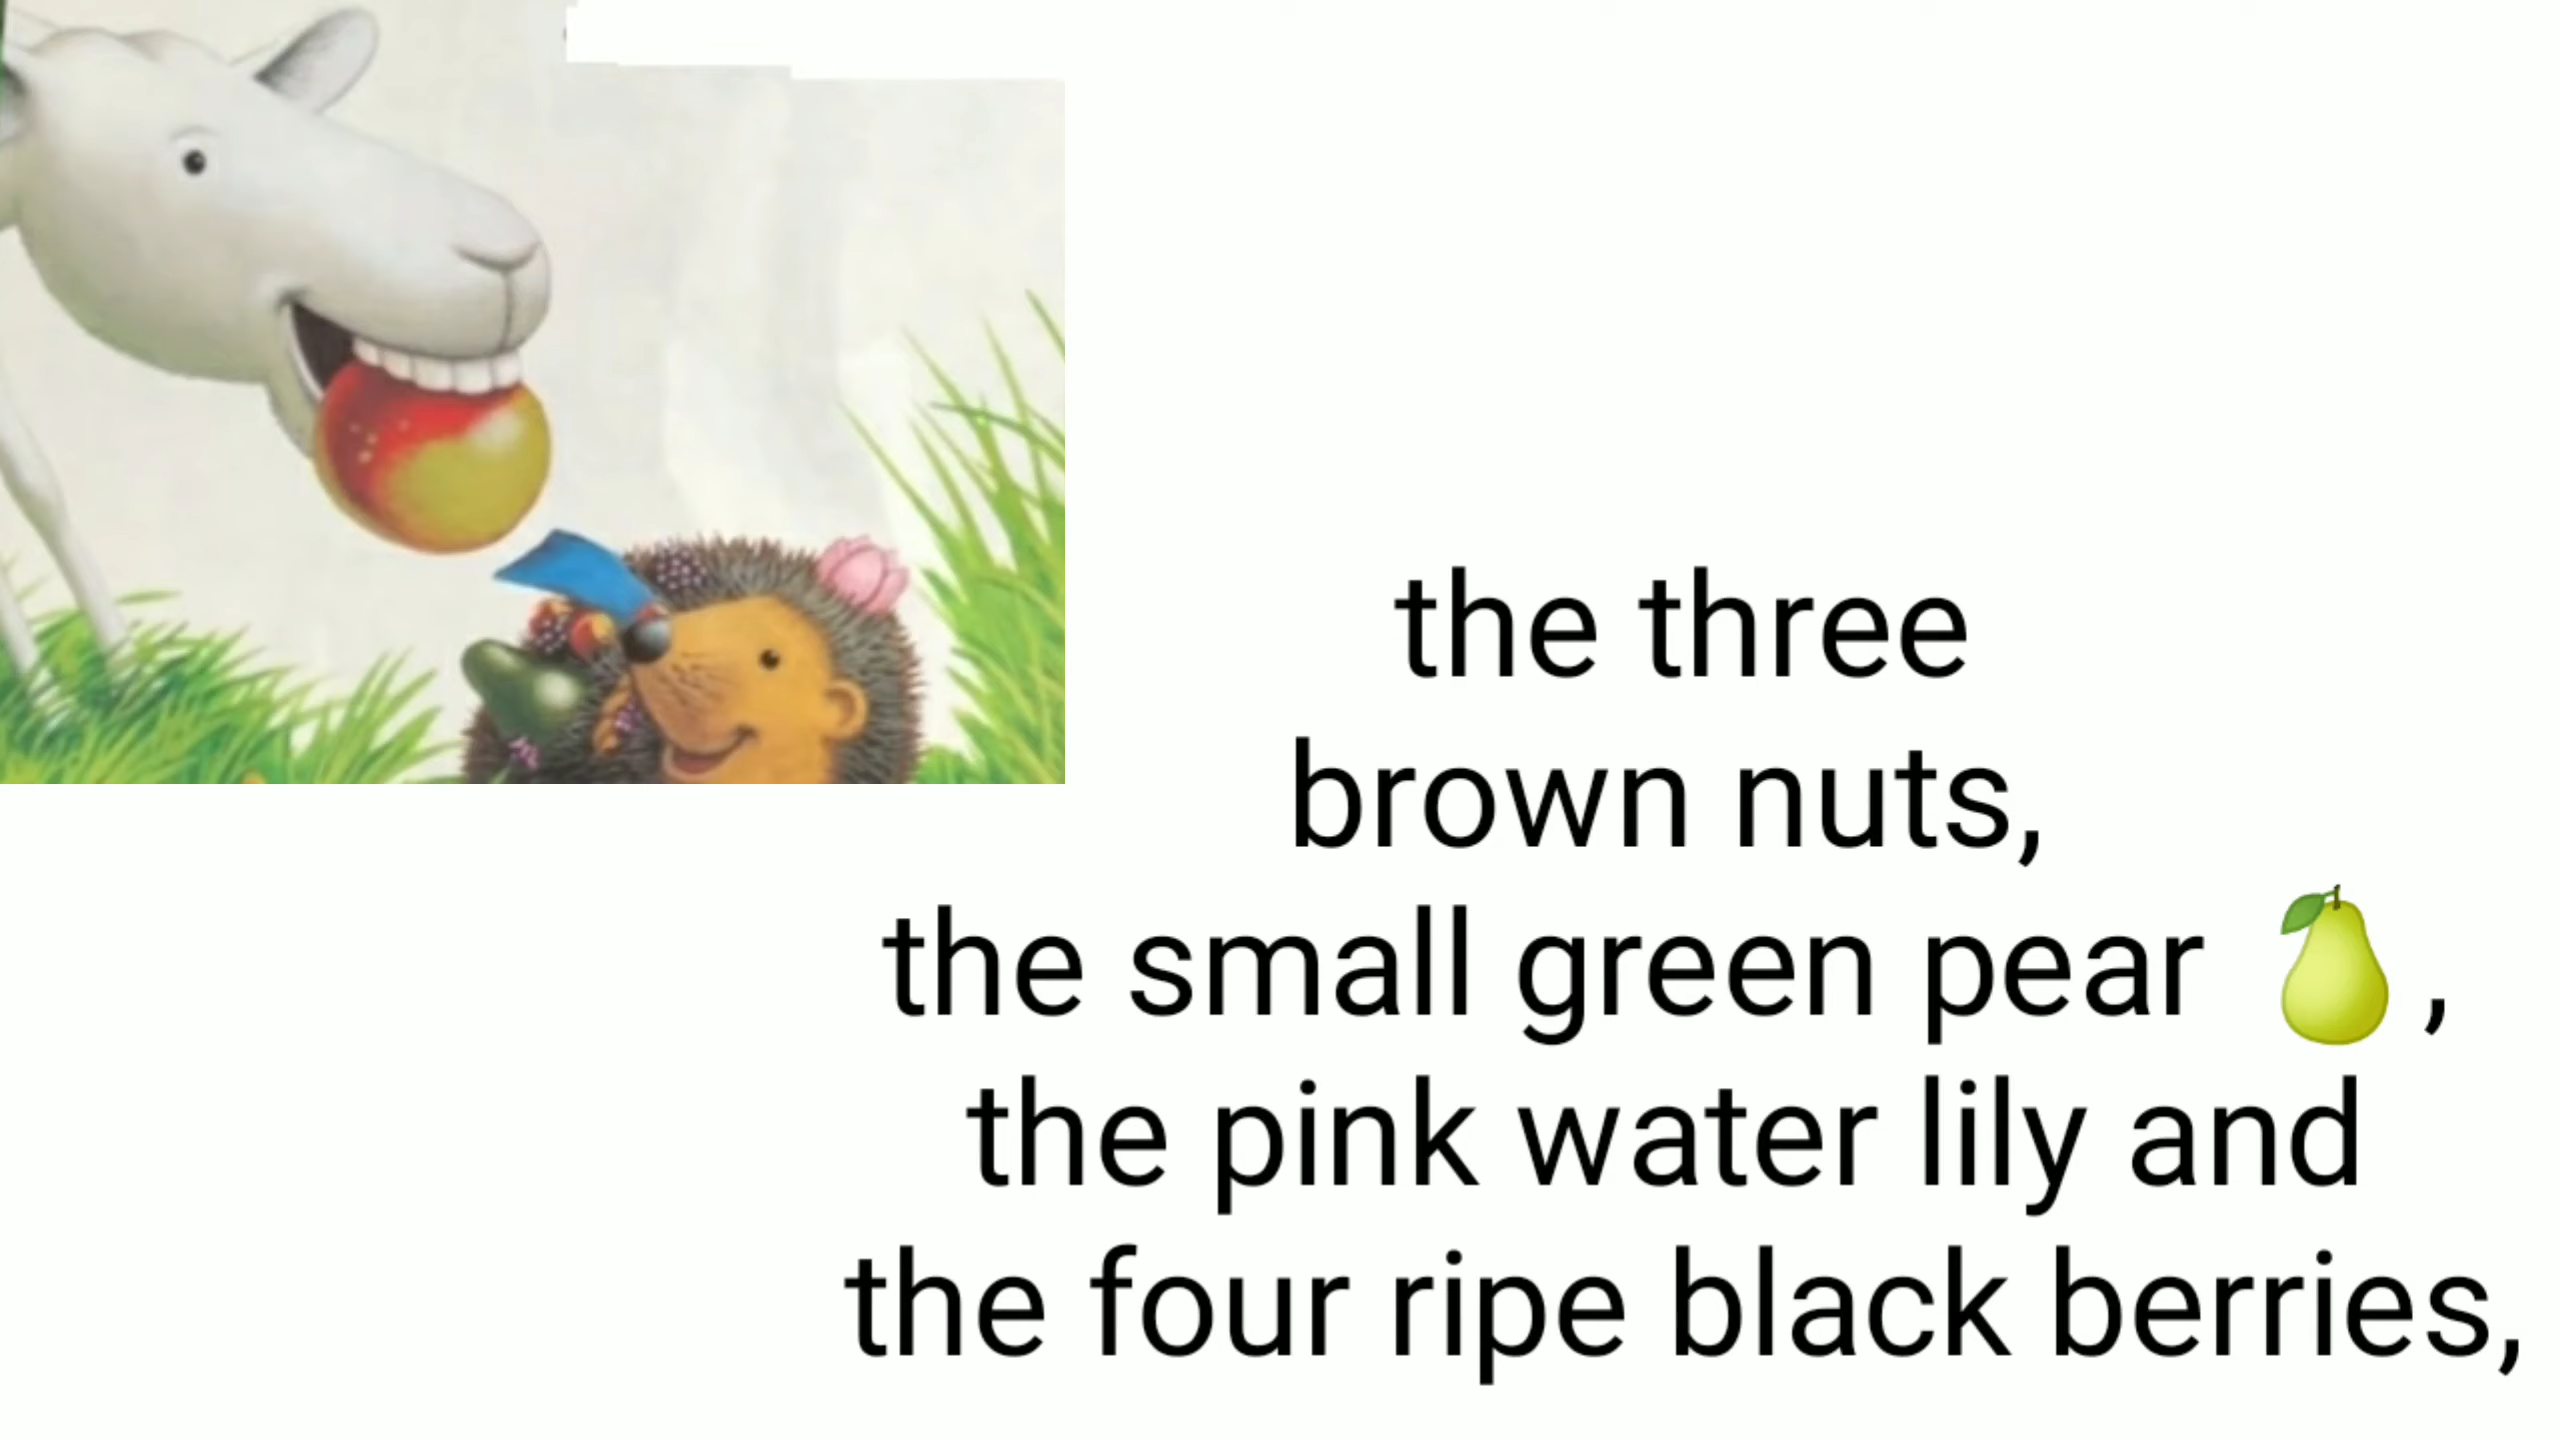 the three
brown nuts,
the small green pear 🍐,
the pink water lily and
the four ripe black berries,